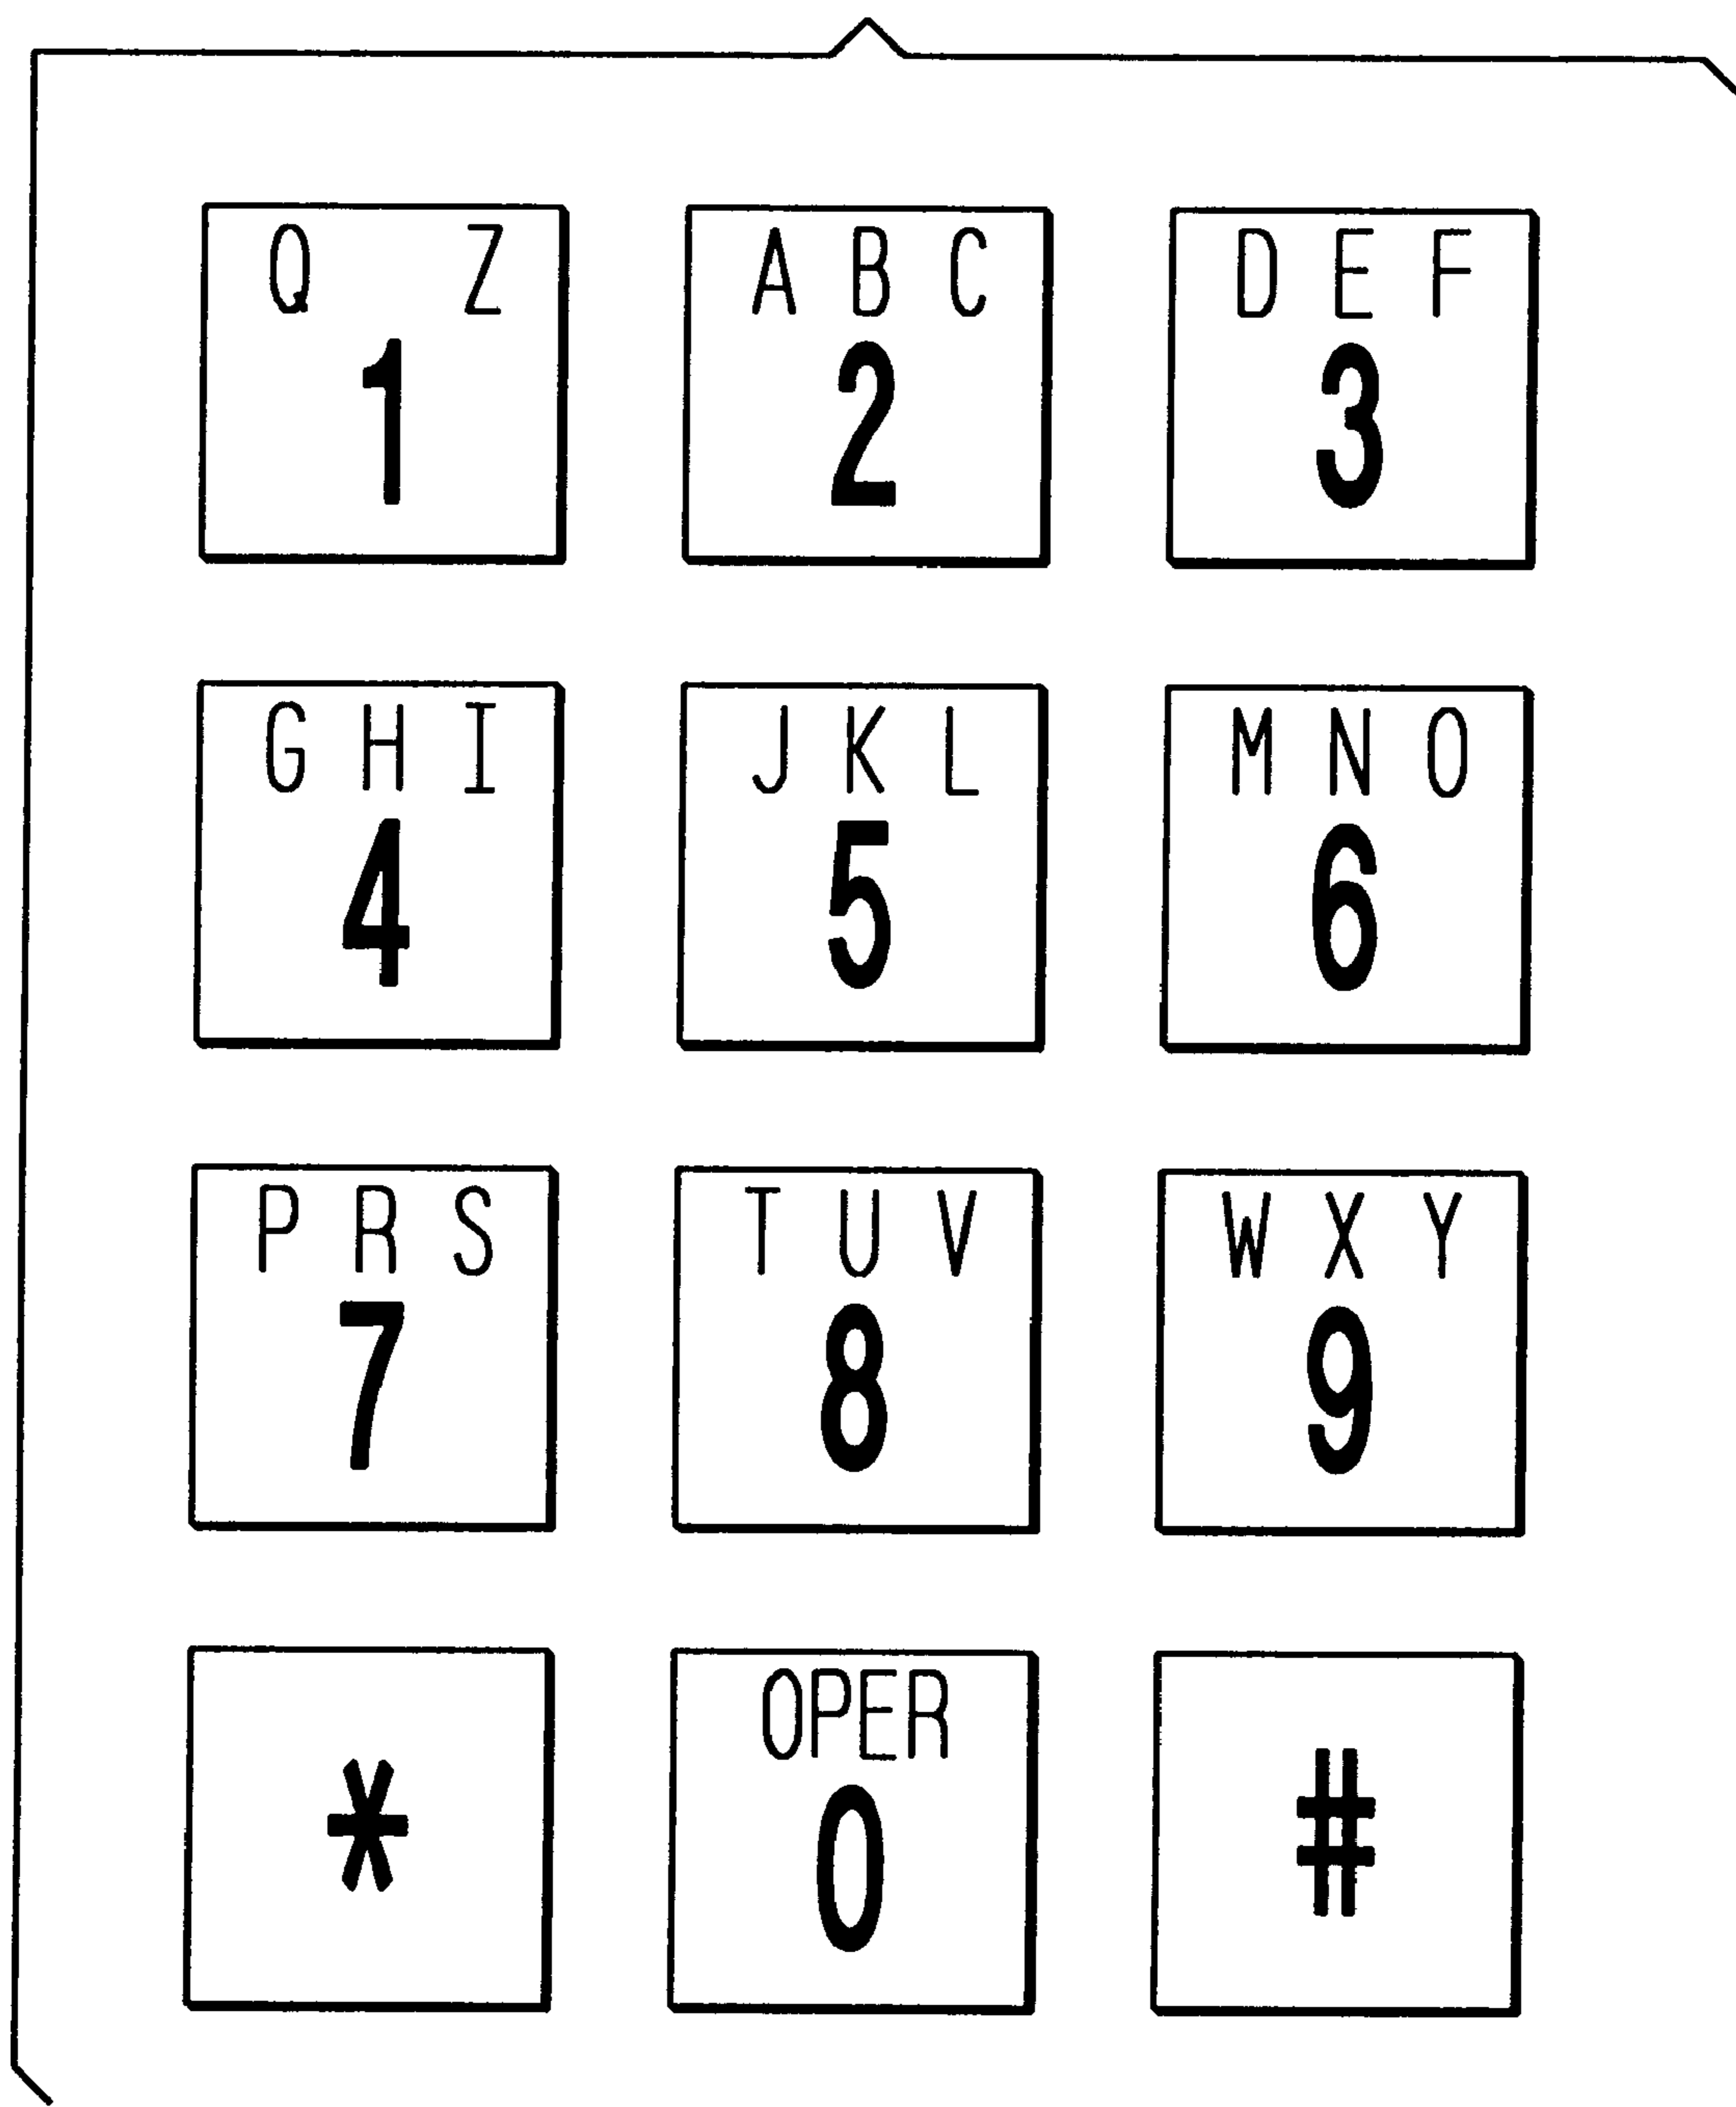 Q Z
1
A B C
2
D E F
3
G H I
4
J K L
5
M N O
6
P R S
7
T U V
8
W X Y
9
*
OPER
0
#